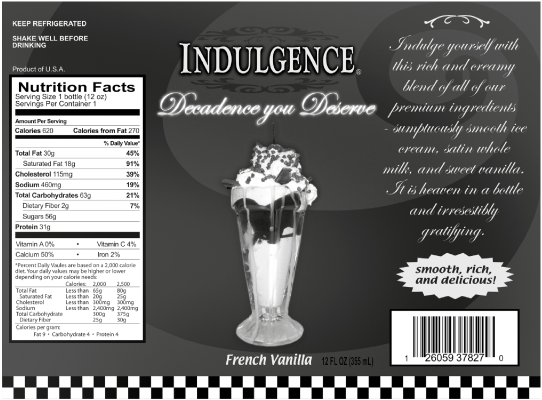 KEEP REFRIGERATED
SHAKE WELL BEFORE
DRINKING
Product of U.S.A.
Nutrition Facts
Serving Size 1 bottle (12 oz)
Servings Per Container 1
Amount Per Serving
Calories 620 Calories from Fat 270
% Daily Value*
Total Fat 30g 45%
Saturated Fat 18g 91%
Cholesterol 115mg 39%
Sodium 460mg 19%
Total Carbohydrates 63g 21%
Dietary Fiber 2g 7%
Sugars 56g
Protein 31g
Vitamin A 0% • Vitamin C 4%
Calcium 50% • Iron 2%
*Percent Daily Vaules are based on a 2,000 calorie
diet. Your daily values may be higher or lower
depending on your calorie needs:
Calories: 2,000 2,500
Total Fat Less than 65g 80g
Saturated Fat Less than 20g 25g
Cholesterol Less than 300mg 300mg
Sodium Less than 2,400mg 2,400mg
Total Carbohydrate 300g 375g
Dietary Fiber 25g 30g
Calories per gram:
Fat 9 • Carbohydrate 4 • Protein 4
INDULGENCE®
Decadence you Deserve
French Vanilla 12 FL OZ (355 mL)
Indulge yourself with
this rich and creamy
blend of all of our
premium ingredients
- sumptuously smooth ice
cream, satin whole
milk, and sweet vanilla.
It is heaven in a bottle
and irresestibly
gratifying.
smooth, rich,
and delicious!
1 26059 37827 0